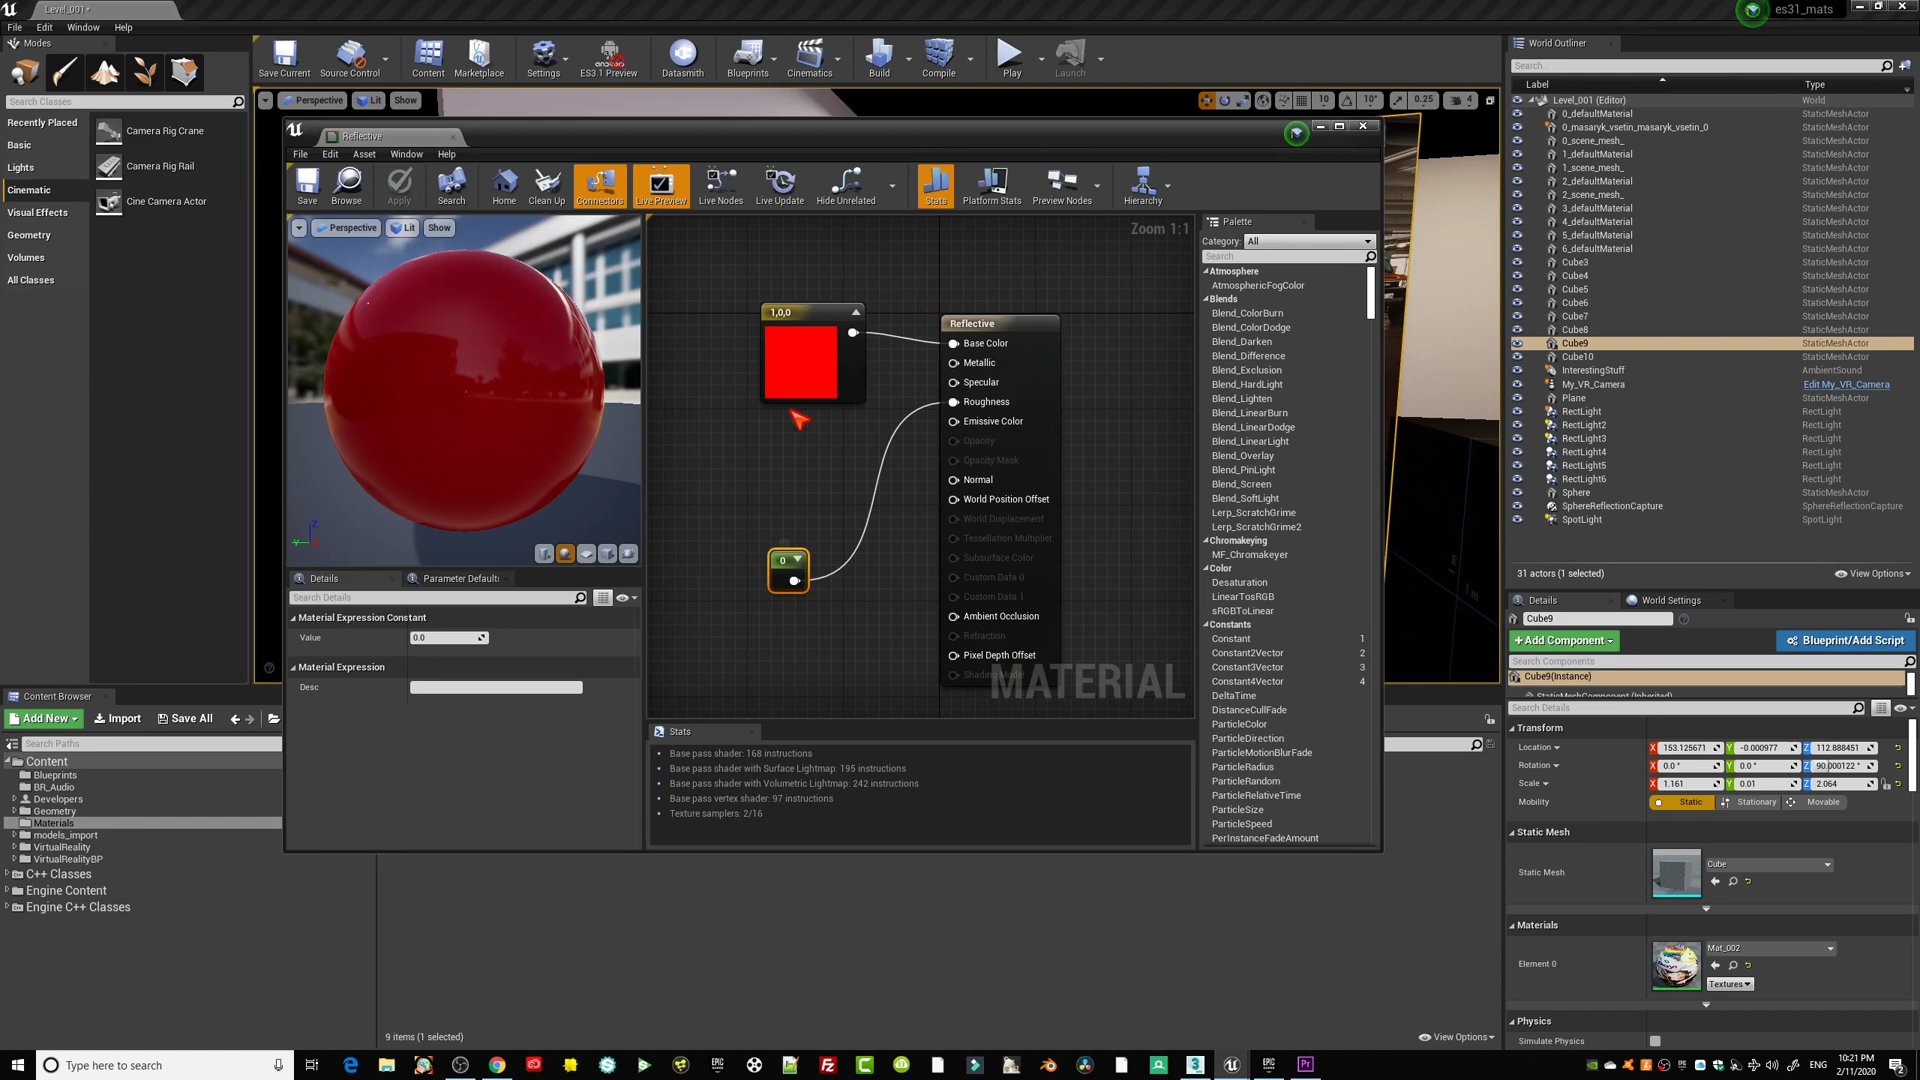 Level_001*
es31_mats
File Edit Window Help
Modes
Search Classes
Recently Placed
Basic
Lights
Cinematic
Visual Effects
Geometry
Volumes
All Classes
Camera Rig Crane
Camera Rig Rail
Cine Camera Actor
Save Current Source Control Content Marketplace Settings ES3.1 Preview Datasmith Blueprints Cinematics Build Compile Play Launch
Perspective Lit Show
10 10° 0.25 4
Reflective
File Edit Asset Window Help
Save Browse Apply Search Home Clean Up Connectors Live Preview Live Nodes Live Update Hide Unrelated Stats Platform Stats Preview Nodes Hierarchy
Perspective Lit Show
Zoom 1:1
1,0,0
Reflective
Base Color
Metallic
Specular
Roughness
Emissive Color
Opacity
Opacity Mask
Normal
World Position Offset
World Displacement
Tessellation Multiplier
Subsurface Color
Custom Data 0
Custom Data 1
Ambient Occlusion
Refraction
Pixel Depth Offset
0
MATERIAL
Details Parameter Defaults
Search Details
Material Expression Constant
Value 0.0
Material Expression
Desc
Stats
Base pass shader: 168 instructions
Base pass shader with Surface Lightmap: 195 instructions
Base pass shader with Volumetric Lightmap: 242 instructions
Base pass vertex shader: 97 instructions
Texture samplers: 2/16
Palette
Category: All
Search
Atmosphere
AtmosphericFogColor
Blends
Blend_ColorBurn
Blend_ColorDodge
Blend_Darken
Blend_Difference
Blend_Exclusion
Blend_HardLight
Blend_Lighten
Blend_LinearBurn
Blend_LinearDodge
Blend_LinearLight
Blend_Overlay
Blend_PinLight
Blend_Screen
Blend_SoftLight
Lerp_ScratchGrime
Lerp_ScratchGrime2
Chromakeying
MF_Chromakeyer
Color
Desaturation
LinearTosRGB
sRGBToLinear
Constants
Constant 1
Constant2Vector 2
Constant3Vector 3
Constant4Vector 4
DeltaTime
DistanceCullFade
ParticleColor
ParticleDirection
ParticleMotionBlurFade
ParticleRadius
ParticleRandom
ParticleRelativeTime
ParticleSize
ParticleSpeed
PerInstanceFadeAmount
World Outliner
Search...
Label Type
Level_001 (Editor) World
0_defaultMaterial StaticMeshActor
0_masaryk_vsetin_masaryk_vsetin_0 StaticMeshActor
0_scene_mesh_ StaticMeshActor
1_defaultMaterial StaticMeshActor
1_scene_mesh_ StaticMeshActor
2_defaultMaterial StaticMeshActor
2_scene_mesh_ StaticMeshActor
3_defaultMaterial StaticMeshActor
4_defaultMaterial StaticMeshActor
5_defaultMaterial StaticMeshActor
6_defaultMaterial StaticMeshActor
Cube3 StaticMeshActor
Cube4 StaticMeshActor
Cube5 StaticMeshActor
Cube6 StaticMeshActor
Cube7 StaticMeshActor
Cube8 StaticMeshActor
Cube9 StaticMeshActor
Cube10 StaticMeshActor
InterestingStuff AmbientSound
My_VR_Camera Edit My_VR_Camera
Plane StaticMeshActor
RectLight RectLight
RectLight2 RectLight
RectLight3 RectLight
RectLight4 RectLight
RectLight5 RectLight
RectLight6 RectLight
Sphere StaticMeshActor
SphereReflectionCapture SphereReflectionCapture
SpotLight SpotLight
31 actors (1 selected) View Options
Details World Settings
Cube9
Add Component Blueprint/Add Script
Search Components
Cube9(Instance)
StaticMeshComponent (Inherited)
Search Details
Transform
Location X 153.125671 Y -0.000977 Z 112.888451
Rotation X 0.0 ° Y 0.0 ° Z 90.000122 °
Scale X 1.161 Y 0.01 Z 2.064
Mobility Static Stationary Movable
Static Mesh
Static Mesh Cube
Materials
Element 0 Mat_002
Textures
Physics
Simulate Physics
Content Browser
Add New Import Save All
Search Paths
Content
Blueprints
BR_Audio
Developers
Geometry
Materials
models_import
VirtualReality
VirtualRealityBP
C++ Classes
Engine Content
Engine C++ Classes
9 items (1 selected) View Options
Type here to search
ENG
10:21 PM
2/11/2020